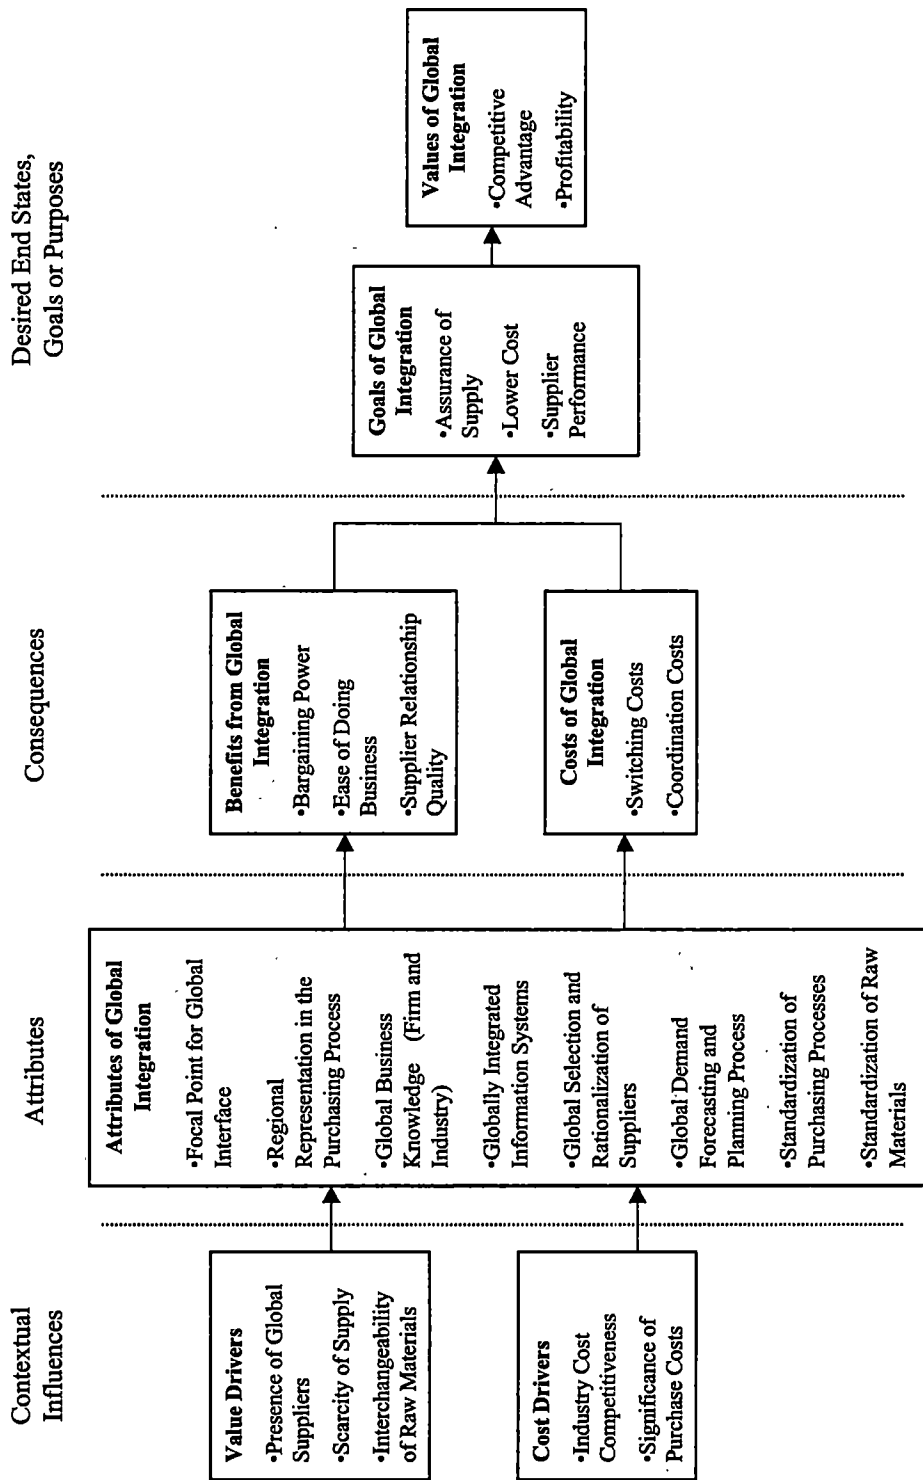 Contextual
Influences
Attributes
Consequences
Desired End States,
Goals or Purposes
Value Drivers
•Presence of Global
Suppliers
•Scarcity of Supply
•Interchangeability
of Raw Materials
Cost Drivers
•Industry Cost
Competitiveness
•Significance of
Purchase Costs
Attributes of Global
Integration
•Focal Point for Global
Interface
•Regional
Representation in the
Purchasing Process
•Global Business
Knowledge (Firm and
Industry)
•Globally Integrated
Information Systems
•Global Selection and
Rationalization of
Suppliers
•Global Demand
Forecasting and
Planning Process
•Standardization of
Purchasing Processes
•Standardization of Raw
Materials
Benefits from Global
Integration
•Bargaining Power
•Ease of Doing
Business
•Supplier Relationship
Quality
Costs of Global
Integration
•Switching Costs
•Coordination Costs
Goals of Global
Integration
•Assurance of
Supply
•Lower Cost
•Supplier
Performance
Values of Global
Integration
•Competitive
Advantage
•Profitability